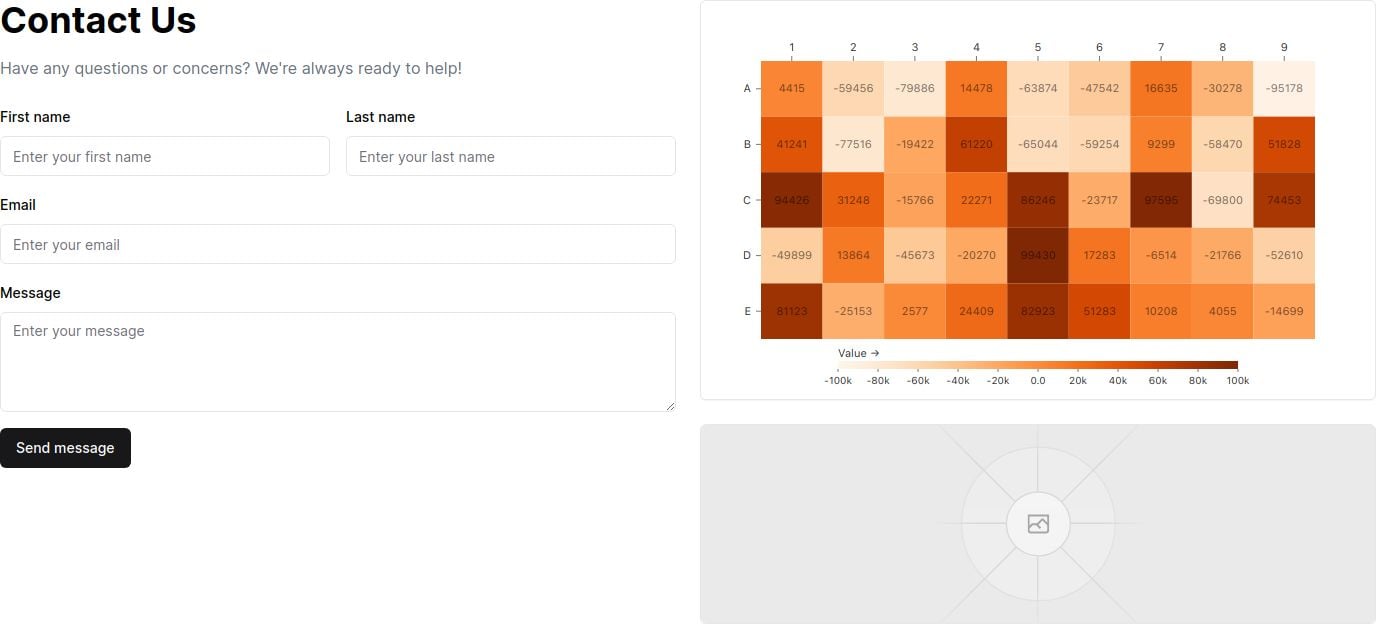 Contact Us
Have any questions or concerns? We're always ready to help!
First name
Last name
Enter your first name
Enter your last name
Email
Enter your email
Message
Enter your message
Send message
1 2 3 4 5 6 7 8 9
A 4415 -59456 -79886 14478 -63874 -47542 16635 -30278 -95178
B 41241 -77516 -19422 61220 -65044 -59254 9299 -58470 51828
C 94426 31248 -15766 22271 86246 -23717 97595 -69800 74453
D -49899 13864 -45673 -20270 99430 17283 -6514 -21766 -52610
E 81123 -25153 2577 24409 82923 51283 10208 4055 -14699
Value →
-100k -80k -60k -40k -20k 0.0 20k 40k 60k 80k 100k